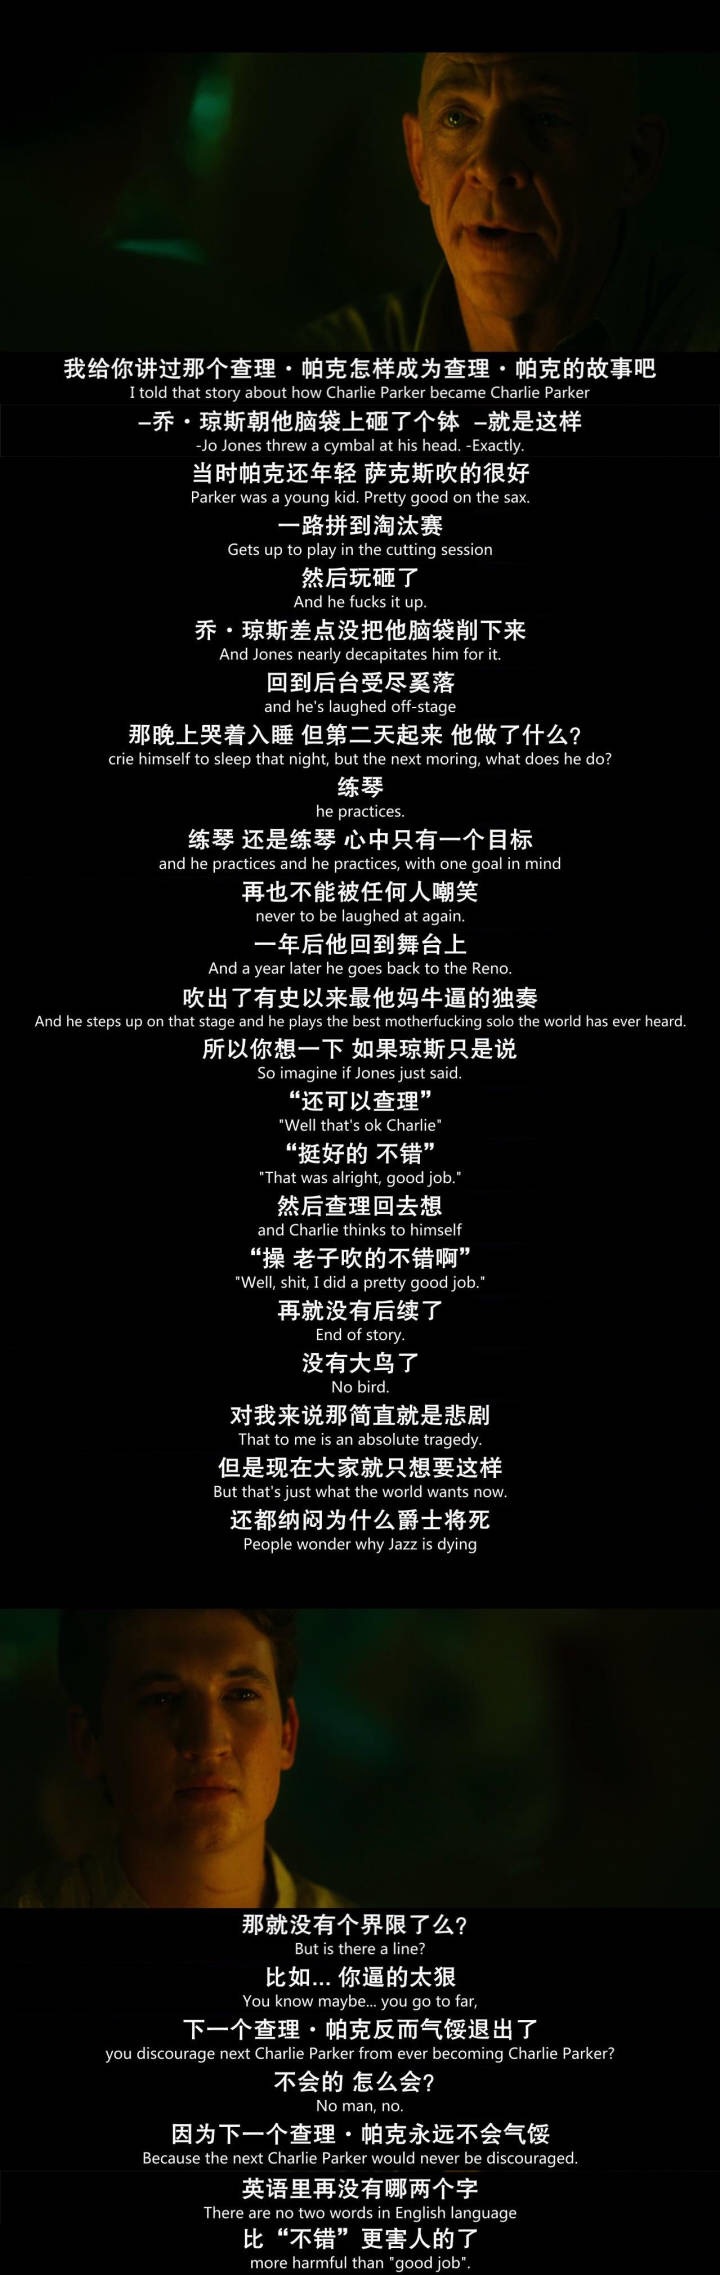 我给你讲过那个查理·帕克怎样成为查理·帕克的故事吧
I told that story about how Charlie Parker became Charlie Parker
–乔·琼斯朝他脑袋上砸了个钵 –就是这样
-Jo Jones threw a cymbal at his head. -Exactly.
当时帕克还年轻 萨克斯吹的很好
Parker was a young kid. Pretty good on the sax.
一路拼到淘汰赛
Gets up to play in the cutting session
然后玩砸了
And he fucks it up.
乔·琼斯差点没把他脑袋削下来
And Jones nearly decapitates him for it.
回到后台受尽奚落
and he's laughed off-stage
那晚上哭着入睡 但第二天起来 他做了什么?
crie himself to sleep that night, but the next moring, what does he do?
练琴
he practices.
练琴 还是练琴 心中只有一个目标
and he practices and he practices, with one goal in mind
再也不能被任何人嘲笑
never to be laughed at again.
一年后他回到舞台上
And a year later he goes back to the Reno.
吹出了有史以来最他妈牛逼的独奏
And he steps up on that stage and he plays the best motherfucking solo the world has ever heard.
所以你想一下 如果琼斯只是说
So imagine if Jones just said.
“还可以查理”
"Well that's ok Charlie"
“挺好的 不错”
"That was alright, good job."
然后查理回去想
and Charlie thinks to himself
“操 老子吹的不错啊”
"Well, shit, I did a pretty good job."
再就没有后续了
End of story.
没有大鸟了
No bird.
对我来说那简直就是悲剧
That to me is an absolute tragedy.
但是现在大家就只想要这样
But that's just what the world wants now.
还都纳闷为什么爵士将死
People wonder why Jazz is dying
那就没有个界限了么?
But is there a line?
比如... 你逼的太狠
You know maybe... you go to far,
下一个查理·帕克反而气馁退出了
you discourage next Charlie Parker from ever becoming Charlie Parker?
不会的 怎么会?
No man, no.
因为下一个查理·帕克永远不会气馁
Because the next Charlie Parker would never be discouraged.
英语里再没有哪两个字
There are no two words in English language
比“不错”更害人的了
more harmful than "good job".